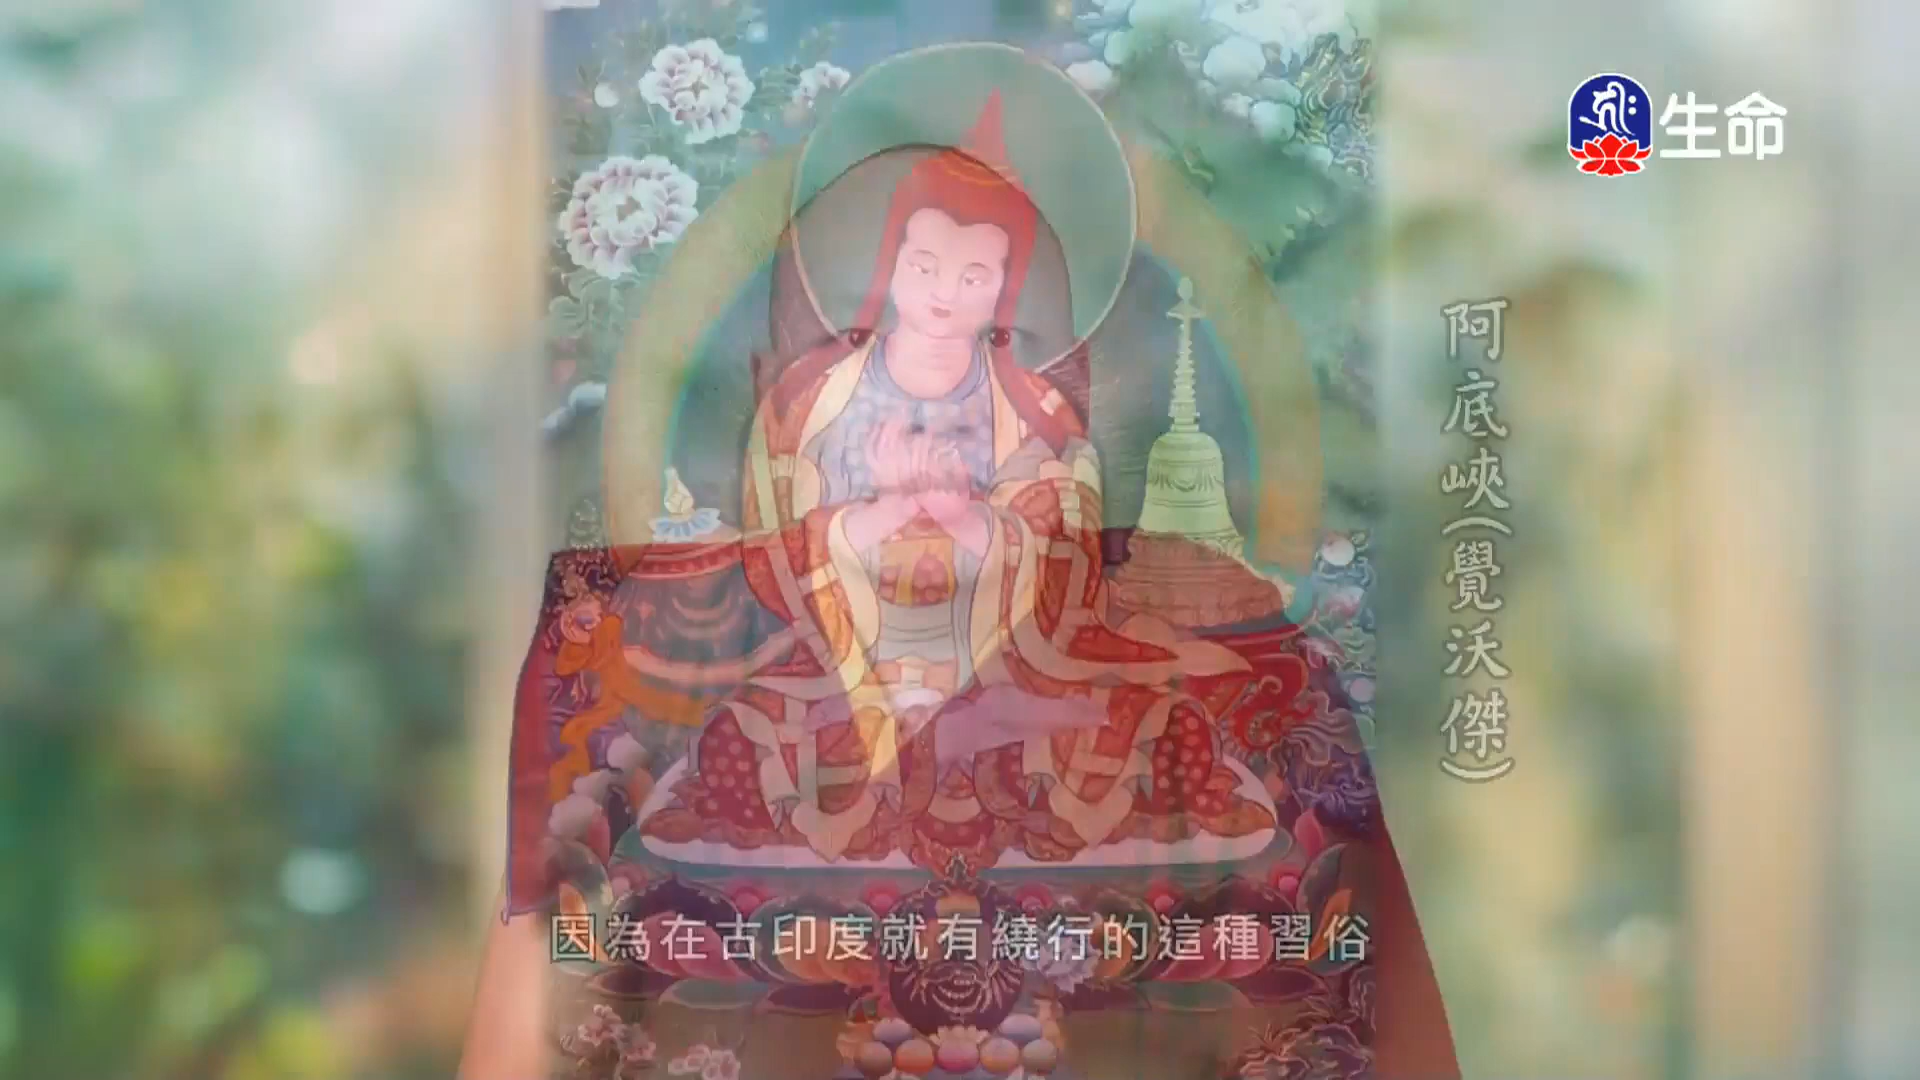 生命
阿底峽(覺沃傑)
因為在古印度就有繞行的這種習俗